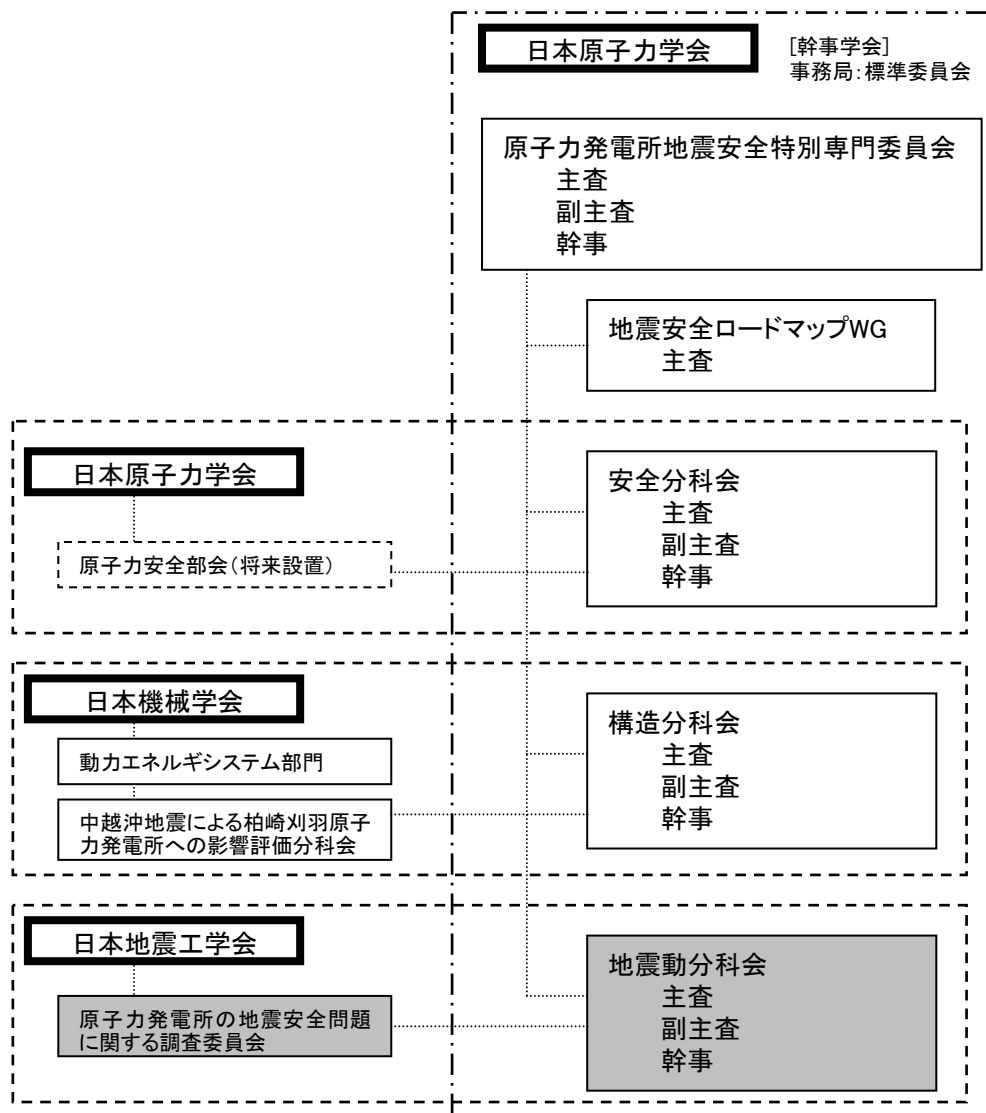 日本原子力学会
[幹事学会]
事務局:標準委員会
原子力発電所地震安全特別専門委員会
主査
副主査
幹事
地震安全ロードマップWG
主査
日本原子力学会
原子力安全部会(将来設置)
安全分科会
主査
副主査
幹事
日本機械学会
動力エネルギシステム部門
中越沖地震による柏崎刈羽原子
力発電所への影響評価分科会
構造分科会
主査
副主査
幹事
日本地震工学会
原子力発電所の地震安全問題
に関する調査委員会
地震動分科会
主査
副主査
幹事